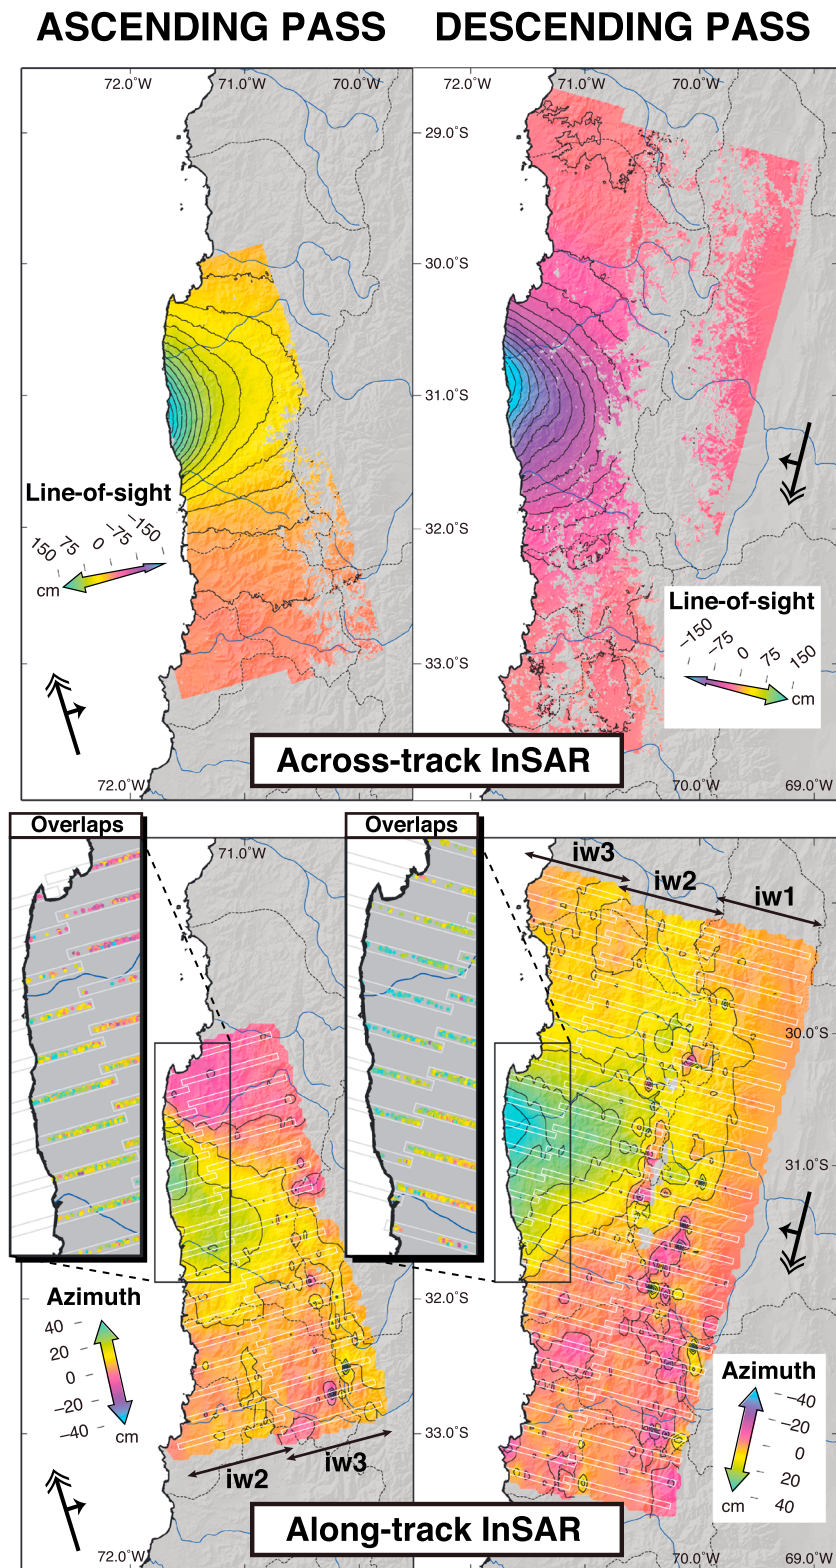 ASCENDING PASS
DESCENDING PASS
72.0˚W
71.0˚W
70.0˚W
72.0˚W
71.0˚W
70.0˚W
29.0˚S
30.0˚S
31.0˚S
32.0˚S
33.0˚S
Line-of-sight
150
75
0
−75
−150
cm
Line-of-sight
−150
−75
0
75
150
cm
Across-track InSAR
72.0˚W
70.0˚W
69.0˚W
Overlaps
Overlaps
71.0˚W
iw3
iw2
iw1
30.0˚S
31.0˚S
32.0˚S
33.0˚S
Azimuth
40
20
0
−20
−40
cm
Azimuth
−40
−20
0
20
40
cm
iw2
iw3
Along-track InSAR
72.0˚W
70.0˚W
69.0˚W